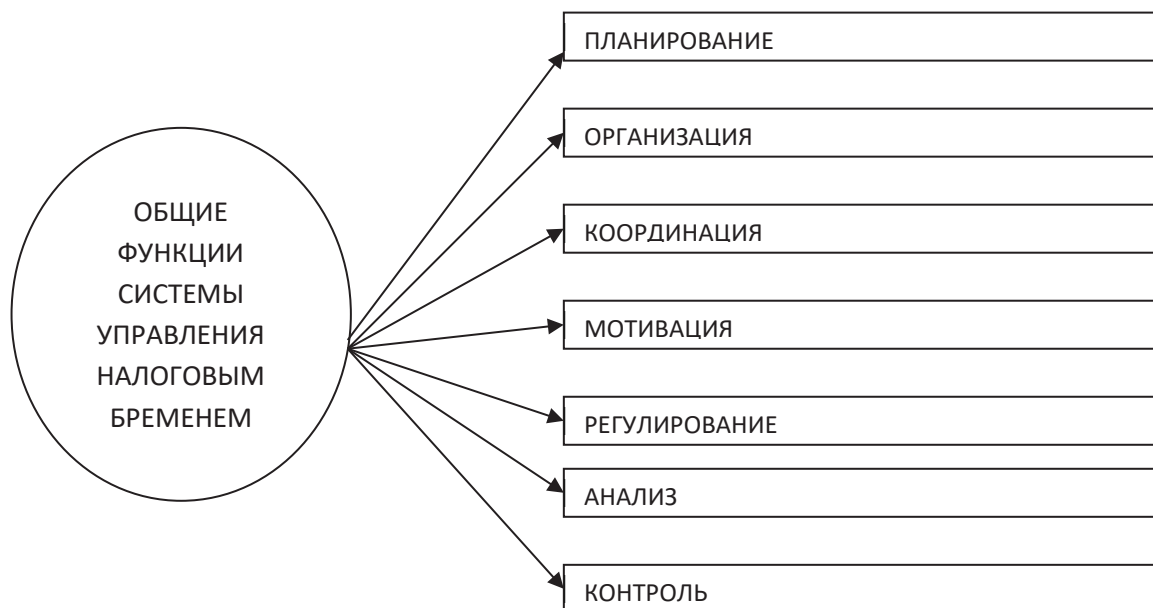 ОБЩИЕ
ФУНКЦИИ
СИСТЕМЫ
УПРАВЛЕНИЯ
НАЛОГОВЫМ
БРЕМЕНЕМ
ПЛАНИРОВАНИЕ
ОРГАНИЗАЦИЯ
КООРДИНАЦИЯ
МОТИВАЦИЯ
РЕГУЛИРОВАНИЕ
АНАЛИЗ
КОНТРОЛЬ